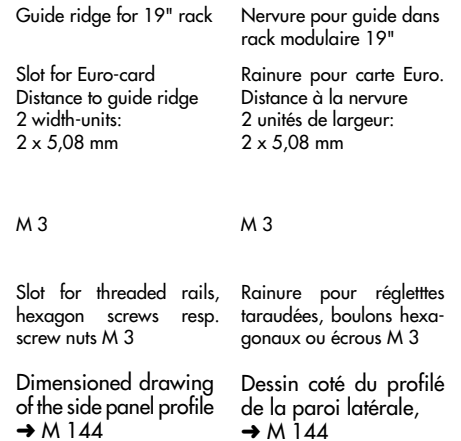 Guide ridge for 19" rack
Slot for Euro-card
Distance to guide ridge
2 width-units:
2 x 5,08 mm
M 3
Slot for threaded rails,
hexagon screws resp.
screw nuts M 3
Dimensioned drawing
of the side panel profile
➔ M 144
Nervure pour guide dans
rack modulaire 19"
Rainure pour carte Euro.
Distance à la nervure
2 unités de largeur:
2 x 5,08 mm
M 3
Rainure pour régletttes
taraudées, boulons hexa-
gonaux ou écrous M 3
Dessin coté du profilé
de la paroi latérale,
➔ M 144